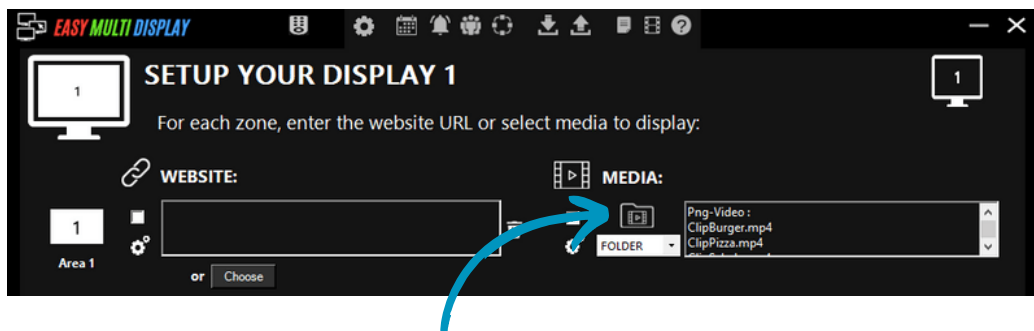 EASY MULTI DISPLAY
SETUP YOUR DISPLAY 1
1
1
For each zone, enter the website URL or select media to display:
WEBSITE:
MEDIA:
1
Area 1
or
Choose
FOLDER
Png-Video :
ClipBurger.mp4
ClipPizza.mp4